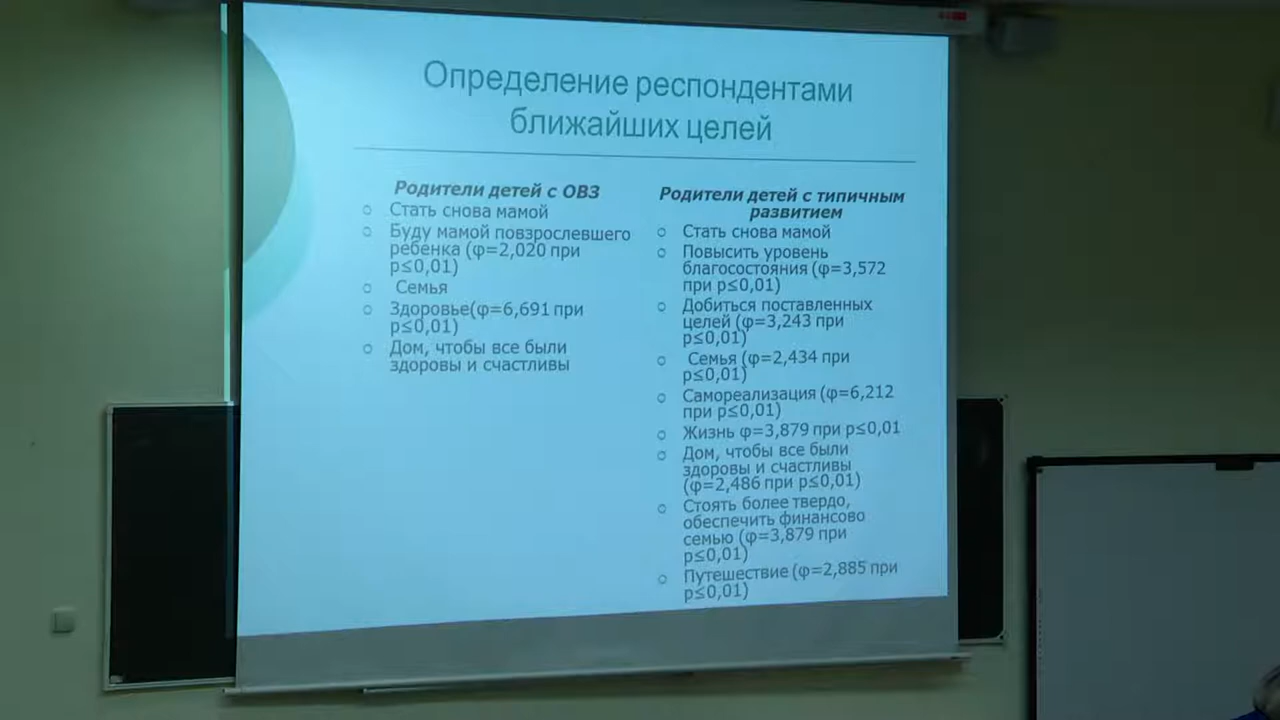 Определение респондентами
ближайших целей
Родители детей с ОВЗ
Стать снова мамой
Буду мамой повзрослевшего
ребенка (φ=2,020 при
p≤0,01)
Семья
Здоровье(φ=6,691 при
p≤0,01)
Дом, чтобы все были
здоровы и счастливы
Родители детей с типичным
развитием
Стать снова мамой
Повысить уровень
благосостояния (φ=3,572
при p≤0,01)
Добиться поставленных
целей (φ=3,243 при
p≤0,01)
Семья (φ=2,434 при
p≤0,01)
Самореализация (φ=6,212
при p≤0,01)
Жизнь φ=3,879 при p≤0,01
Дом, чтобы все были
здоровы и счастливы
(φ=2,486 при p≤0,01)
Стоять более твердо,
обеспечить финансово
семью (φ=3,879 при
p≤0,01)
Путешествие (φ=2,885 при
p≤0,01)